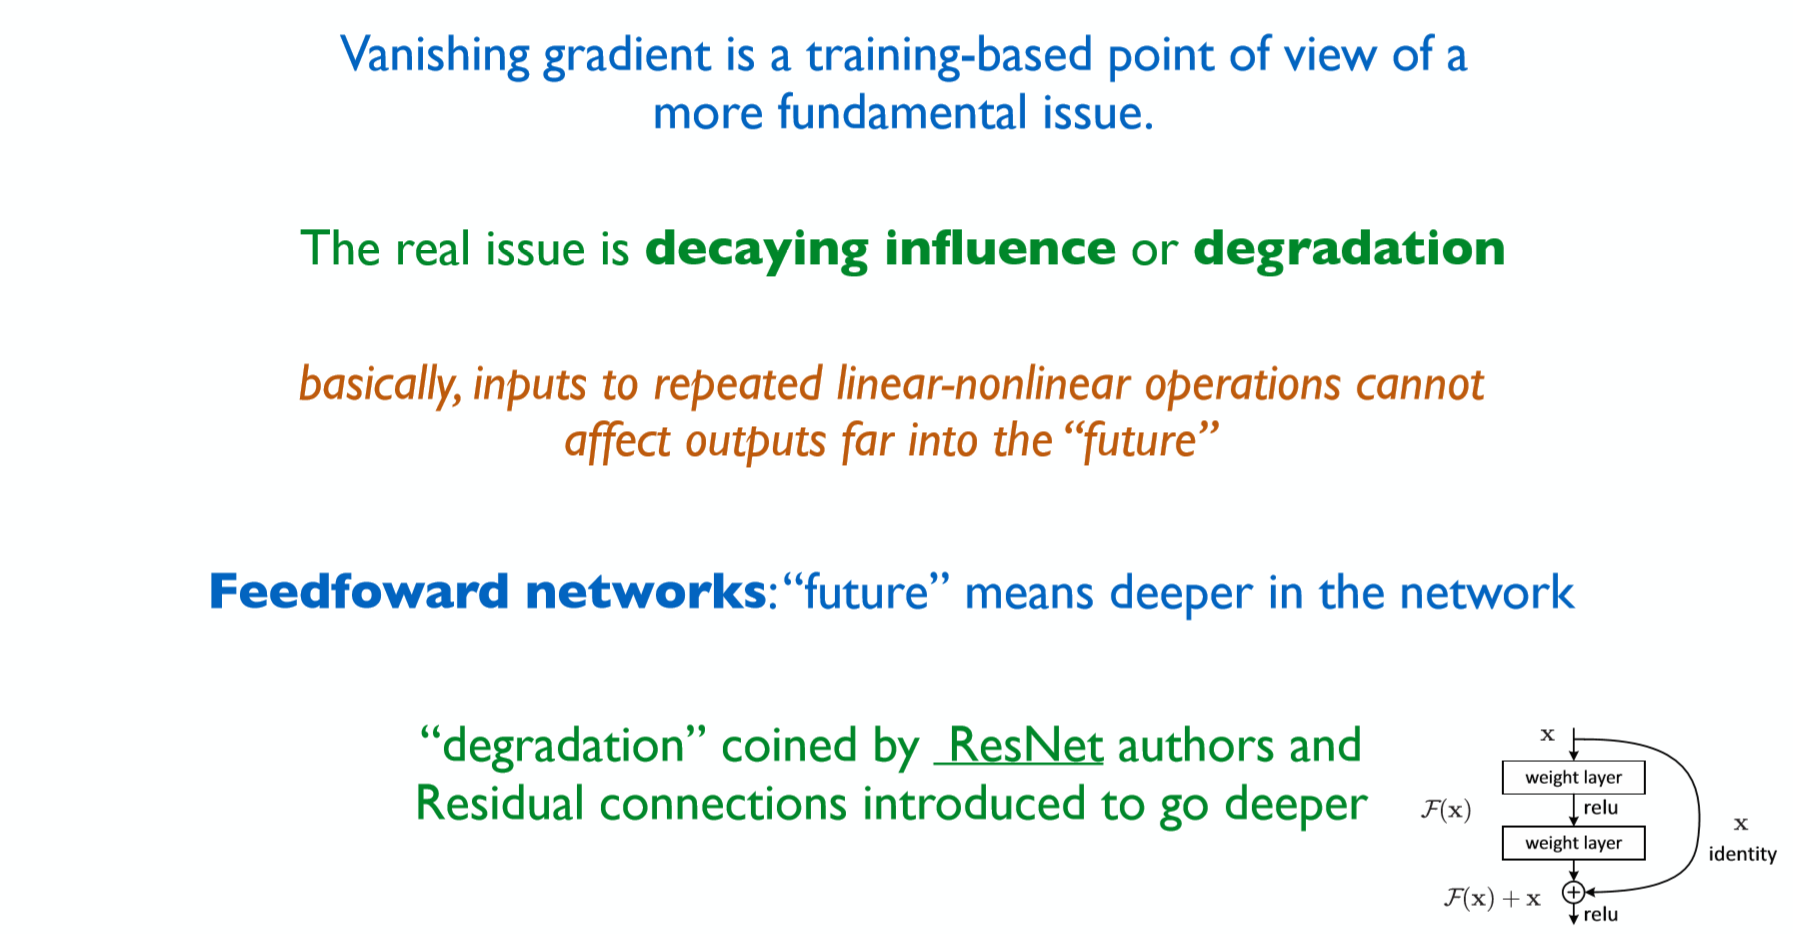 Vanishing gradient is a training-based point of view of a
more fundamental issue.
The real issue is decaying influence or degradation
basically, inputs to repeated linear-nonlinear operations cannot
affect outputs far into the “future”
Feedfoward networks: “future” means deeper in the network
“degradation” coined by ResNet authors and
Residual connections introduced to go deeper
x
weight layer
F(x)
relu
weight layer
x
identity
F(x) + x
+
relu